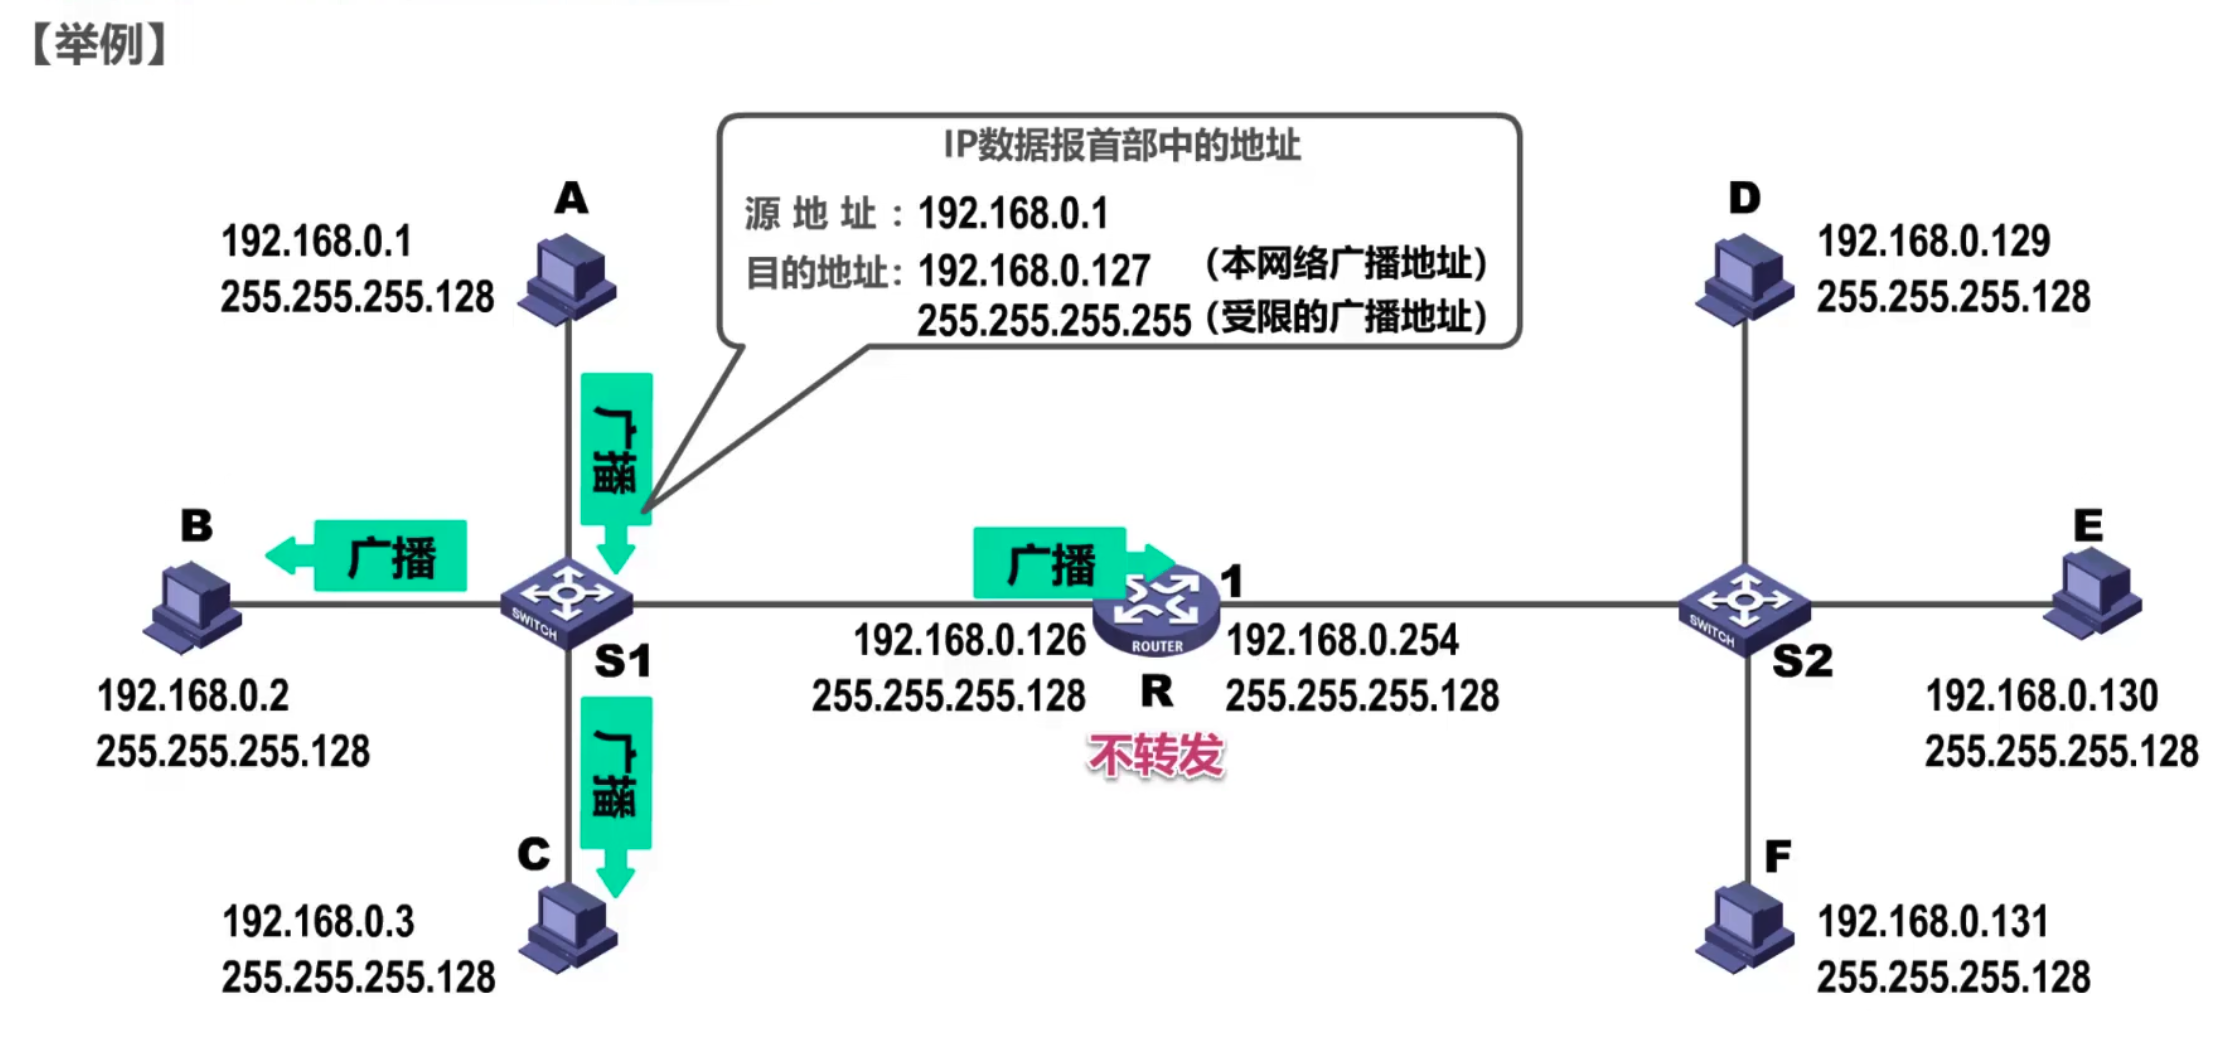 【举例】
IP数据报首部中的地址
源地址：192.168.0.1
目的地址：192.168.0.127（本网络广播地址）
255.255.255.255（受限的广播地址）
A
192.168.0.1
255.255.255.128
D
192.168.0.129
255.255.255.128
广播
B
广播
192.168.0.2
255.255.255.128
SWITCH
S1
广播
ROUTER
1
192.168.0.126
255.255.255.128
R
不转发
192.168.0.254
255.255.255.128
SWITCH
S2
E
192.168.0.130
255.255.255.128
广播
C
192.168.0.3
255.255.255.128
F
192.168.0.131
255.255.255.128